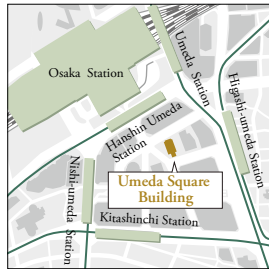 Umeda Station
Osaka Station
Higashi-umeda Station
Hanshin Umeda
Station
Nishi-umeda Station
Umeda Square
Building
Kitashinchi Station